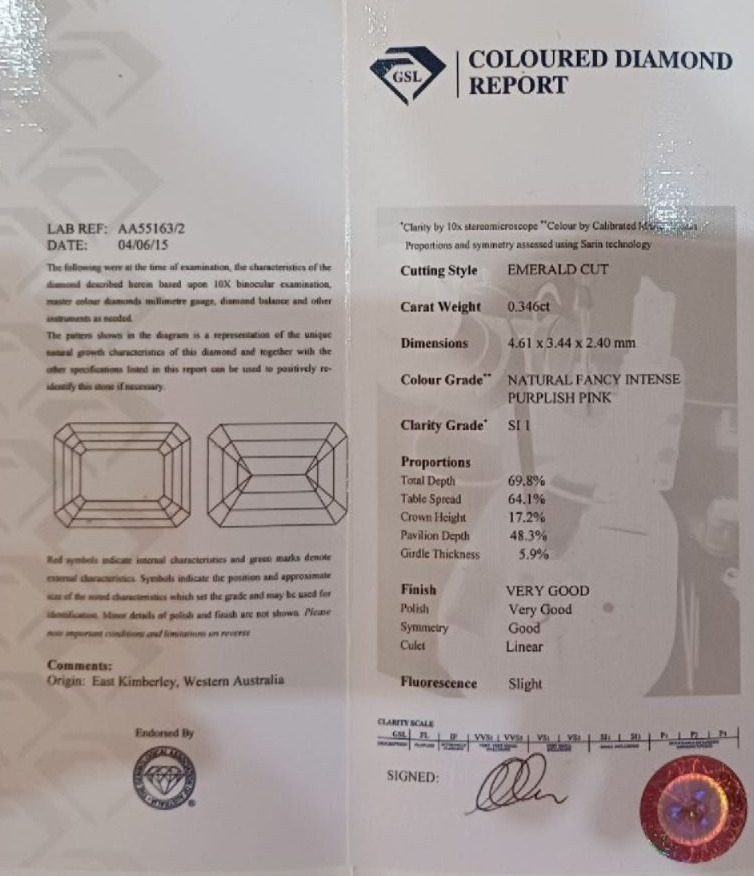 GSL
COLOURED DIAMOND
REPORT
LAB REF: AA55163/2
DATE: 04/06/15
The following were at the time of examination, the characteristics of the
diamond described herein based upon 10X binocular examination,
master colour diamonds millimetre gauge, diamond balance and other
instruments as needed.
The pattern shown in the diagram is a representation of the unique
natural growth characteristics of this diamond and together with the
other specifications listed in this report can be used to positively re-
identify this stone if necessary.
Red symbols indicate internal characteristics and green marks denote
external characteristics. Symbols indicate the position and approximate
size of the noted characteristics which set the grade and may be used for
identification. Minor details of polish and finish are not shown. Please
note important conditions and limitations on reverse
Comments:
Origin: East Kimberley, Western Australia
Endorsed By
*Clarity by 10x stereomicroscope **Colour by Calibrated
Proportions and symmetry assessed using Sarin technology
Cutting Style EMERALD CUT
Carat Weight 0.346ct
Dimensions 4.61 x 3.44 x 2.40 mm
Colour Grade** NATURAL FANCY INTENSE
PURPLISH PINK
Clarity Grade* SI 1
Proportions
Total Depth 69.8%
Table Spread 64.1%
Crown Height 17.2%
Pavilion Depth 48.3%
Girdle Thickness 5.9%
Finish VERY GOOD
Polish Very Good
Symmetry Good
Culet Linear
Fluorescence Slight
CLARITY SCALE
GSL FL IF VVS1 VVS2 VS1 VS2 SI1 SI2 P1 P2 P3
SIGNED: